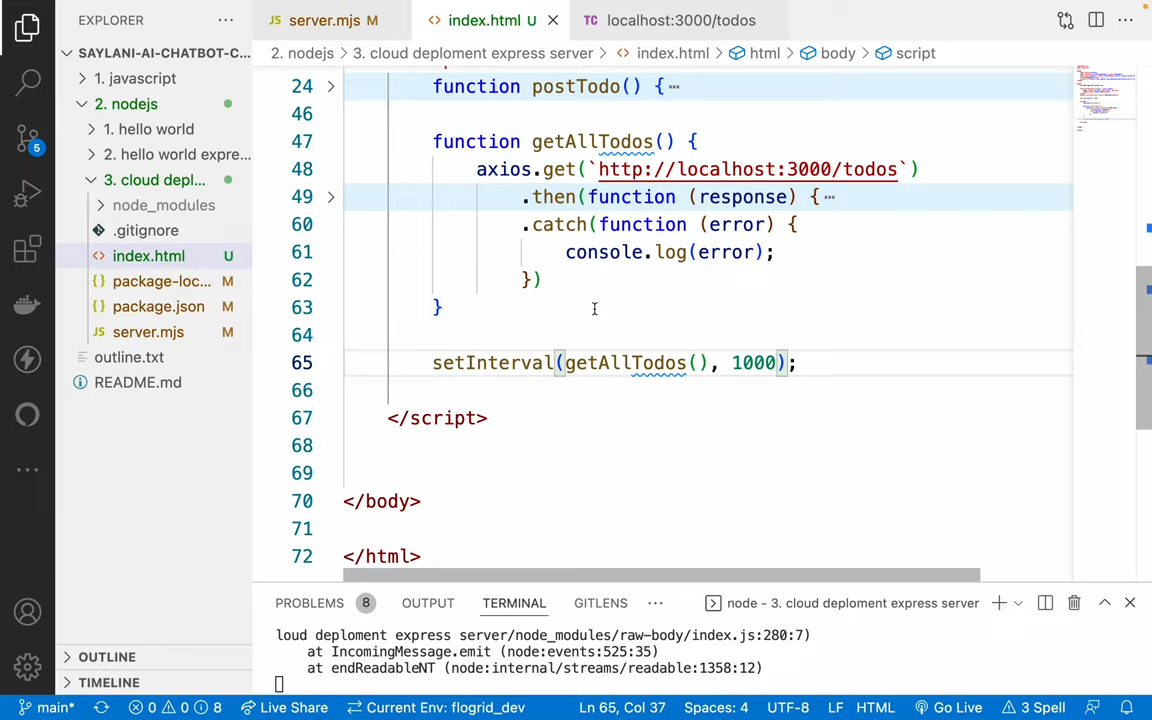 EXPLORER ...
JS server.mjs M
<> index.html U
TC localhost:3000/todos
2. nodejs > 3. cloud deploment express server > <> index.html > html > body > script
SAYLANI-AI-CHATBOT-C...
1. javascript
2. nodejs
1. hello world
2. hello world expre...
3. cloud depl...
node_modules
.gitignore
<> index.html U
{} package-loc... M
{} package.json M
JS server.mjs M
outline.txt
README.md
OUTLINE
TIMELINE
5
24 function postTodo() {...
46
47 function getAllTodos() {
48 axios.get(`http://localhost:3000/todos`)
49 .then(function (response) {...
60 .catch(function (error) {
61 console.log(error);
62 })
63 }
64
65 setInterval(getAllTodos(), 1000);
66
67 </script>
68
69
70 </body>
71
72 </html>
PROBLEMS 8 OUTPUT TERMINAL GITLENS ... node - 3. cloud deploment express server
loud deploment express server/node_modules/raw-body/index.js:280:7)
at IncomingMessage.emit (node:events:525:35)
at endReadableNT (node:internal/streams/readable:1358:12)
main* 0 0 8 Live Share Current Env: flogrid_dev Ln 65, Col 37 Spaces: 4 UTF-8 LF HTML Go Live 3 Spell